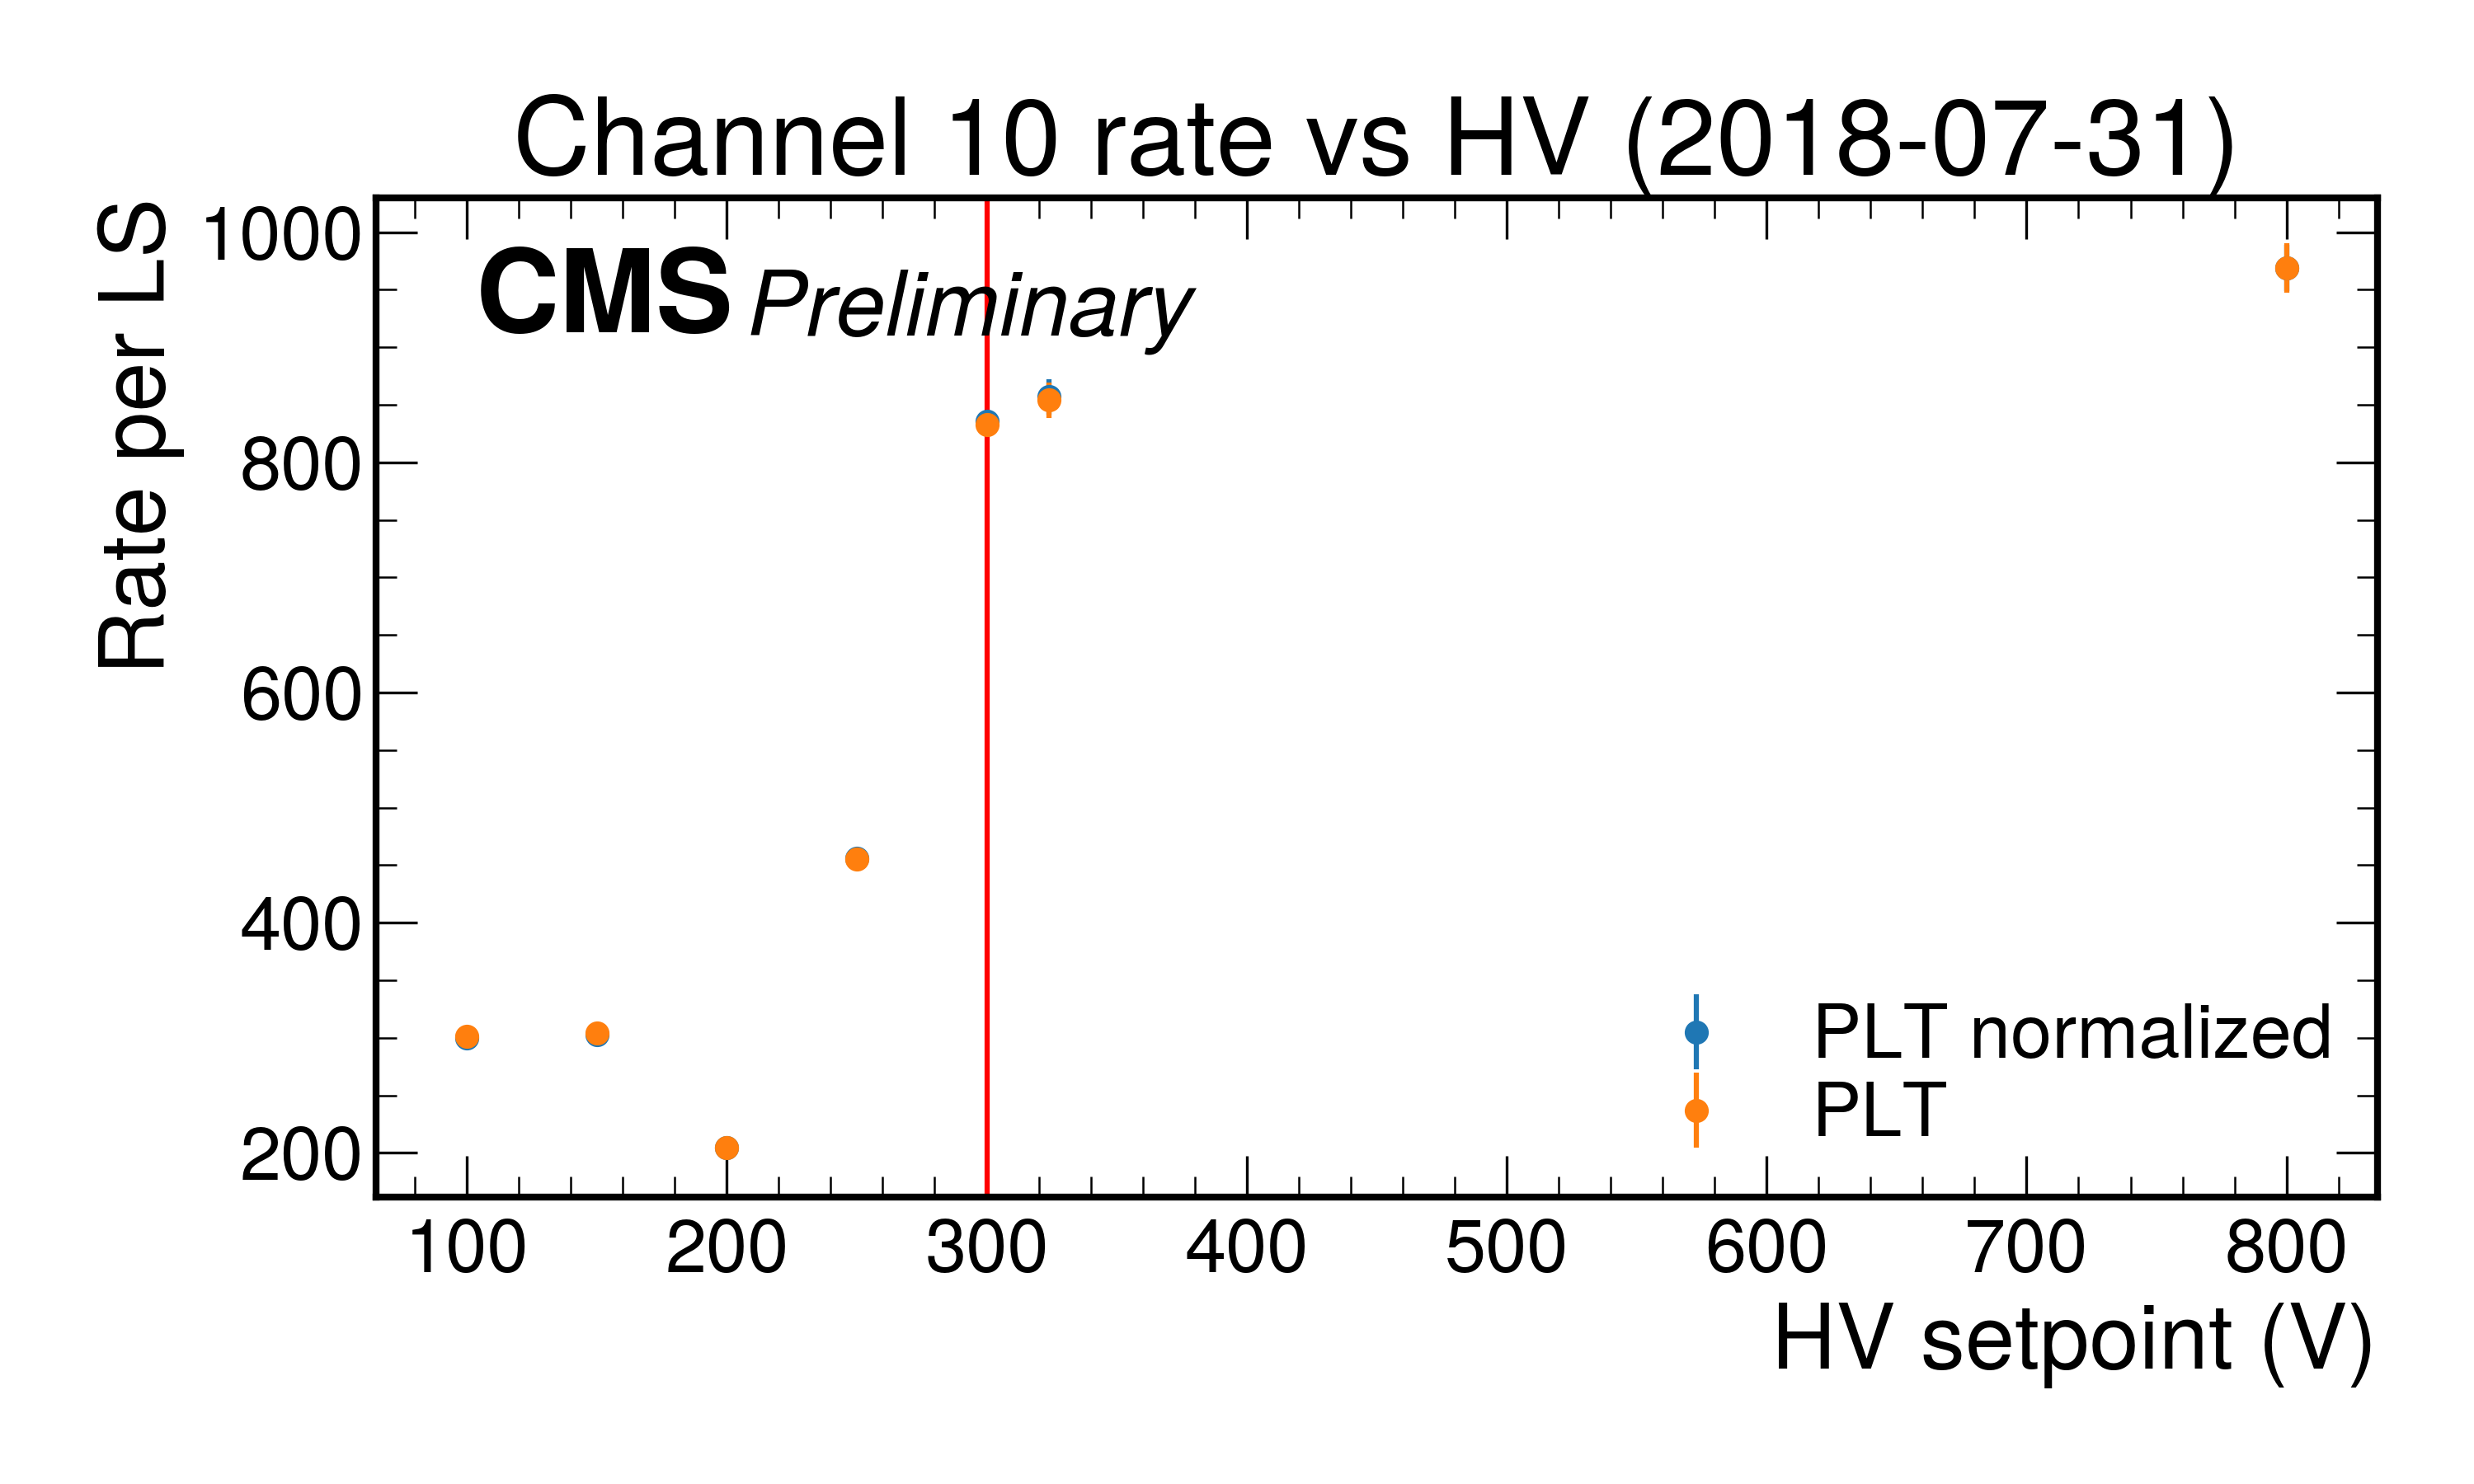 Channel 10 rate vs HV (2018-07-31)
CMS Preliminary
Rate per LS
1000
800
600
400
200
PLT normalized
PLT
100 200 300 400 500 600 700 800
HV setpoint (V)